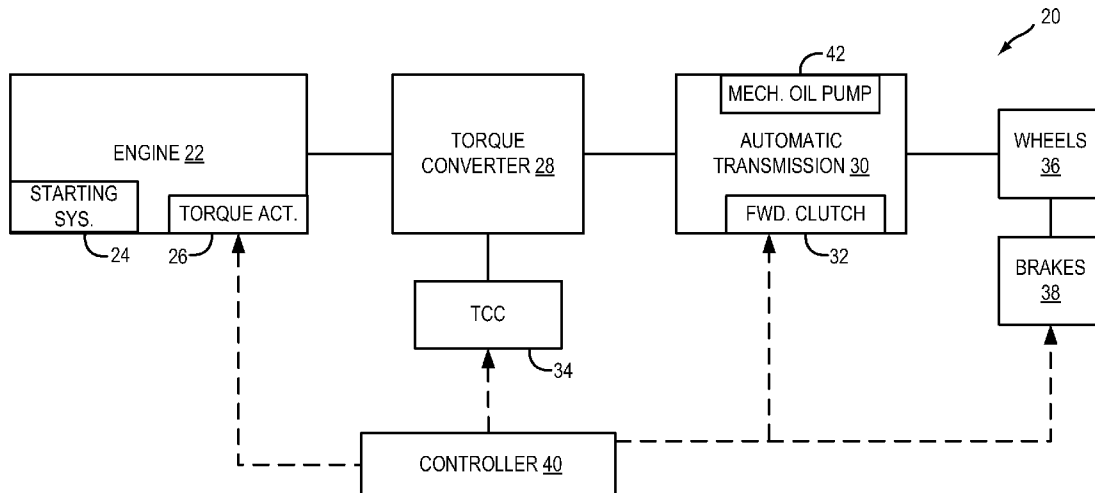 20
42
MECH. OIL PUMP
ENGINE 22
TORQUE
CONVERTER 28
AUTOMATIC
TRANSMISSION 30
WHEELS
36
STARTING
SYS.
TORQUE ACT.
FWD. CLUTCH
24
26
32
BRAKES
38
TCC
34
CONTROLLER 40